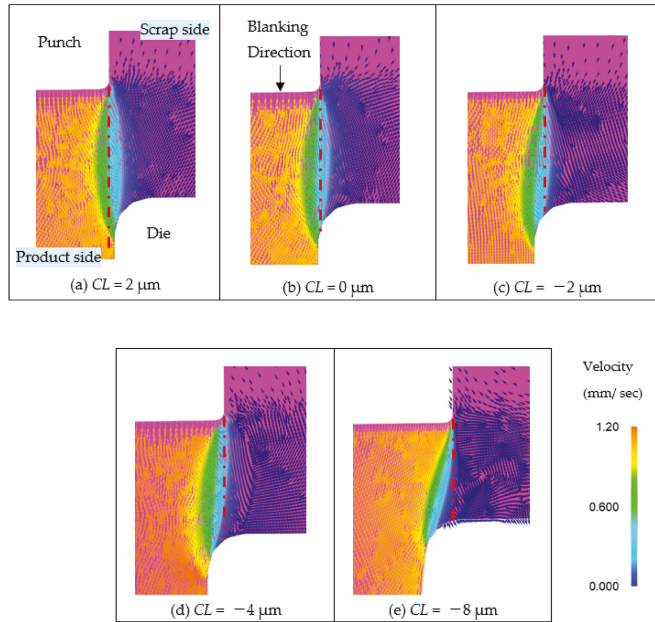 Punch
Scrap side
Blanking
Direction
Die
Product side
(a) CL = 2 μm
(b) CL = 0 μm
(c) CL = −2 μm
Velocity
(mm/ sec)
1.20
0.600
0.000
(d) CL = −4 μm
(e) CL = −8 μm